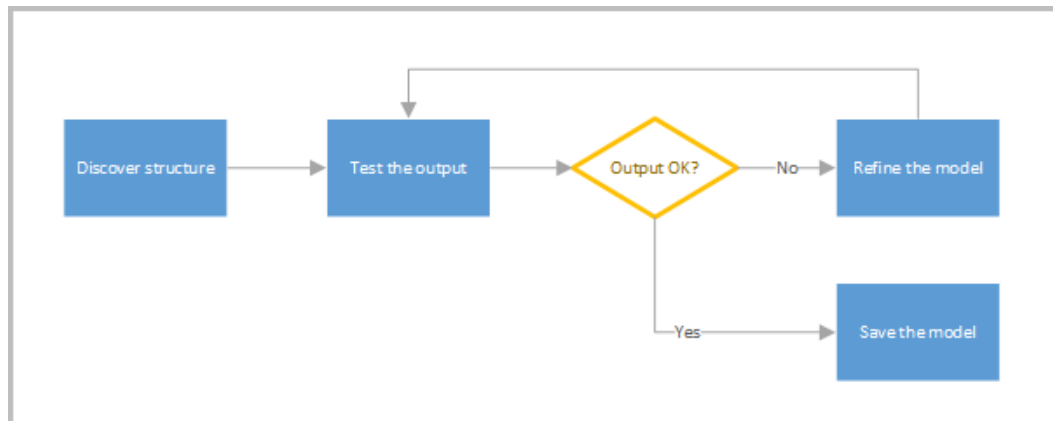 Discover structure
Test the output
Output OK?
No
Refine the model
Yes
Save the model